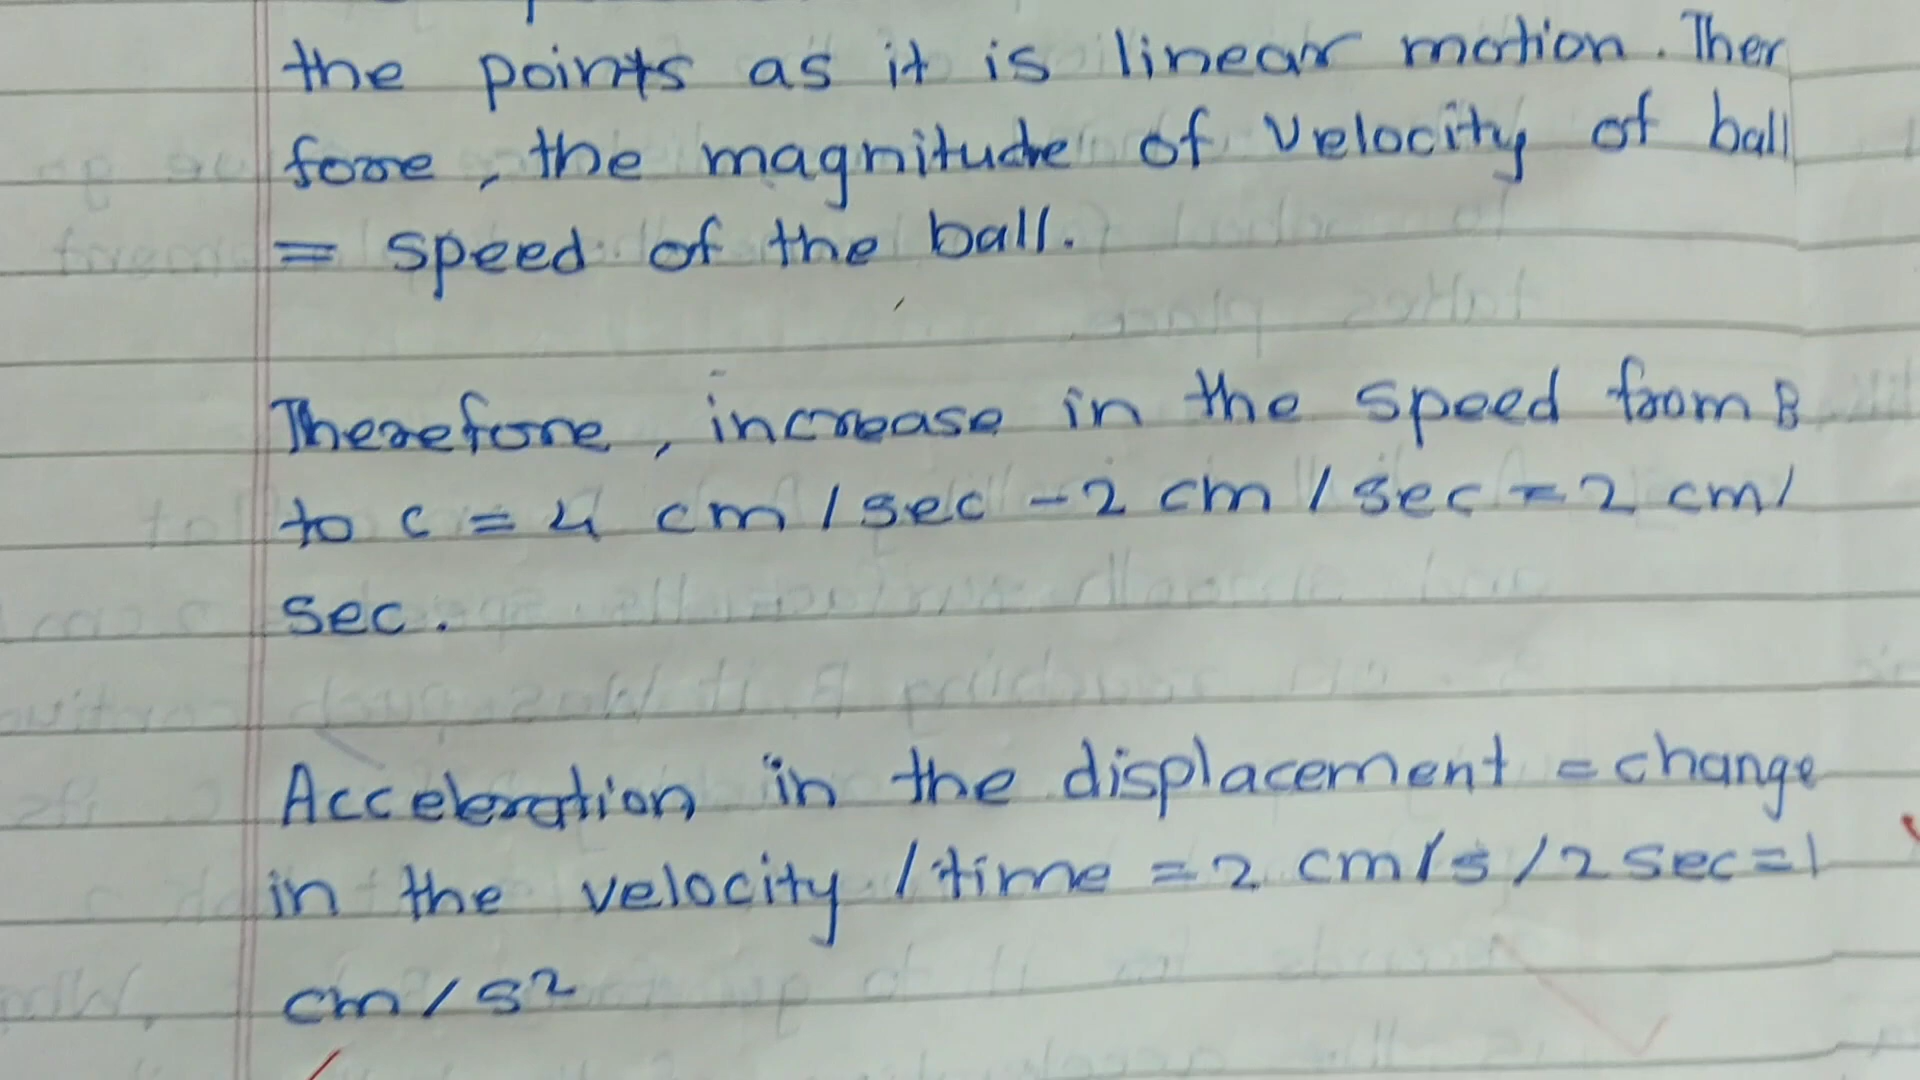 the points as it is linear motion. Ther
fore, the magnitude of velocity of ball
= speed of the ball.
Therefore, increase in the speed from B
to c = 4 cm / sec - 2 cm / sec = 2 cm/
sec.
Acceleration in the displacement = change
in the velocity / time = 2 cm/s / 2 sec = 1
cm / s²